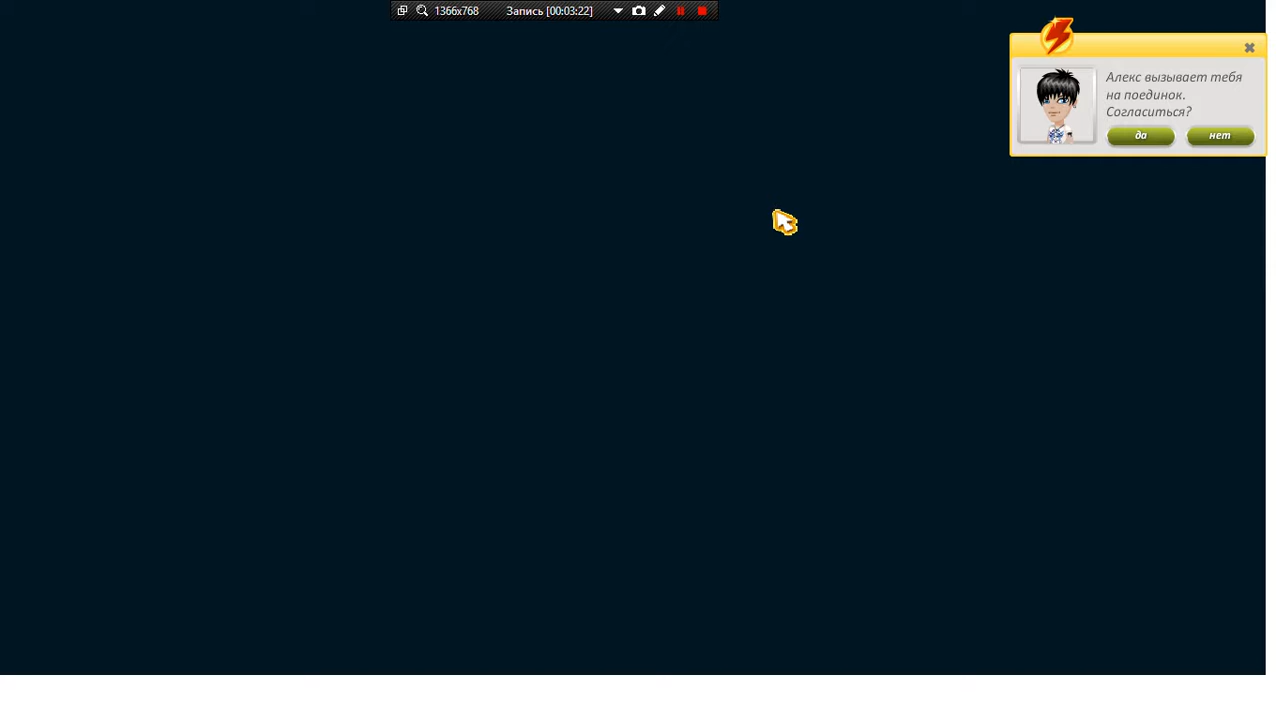 1366x768 Запись [00:03:22]
Алекс вызывает тебя
на поединок.
Согласиться?
да нет